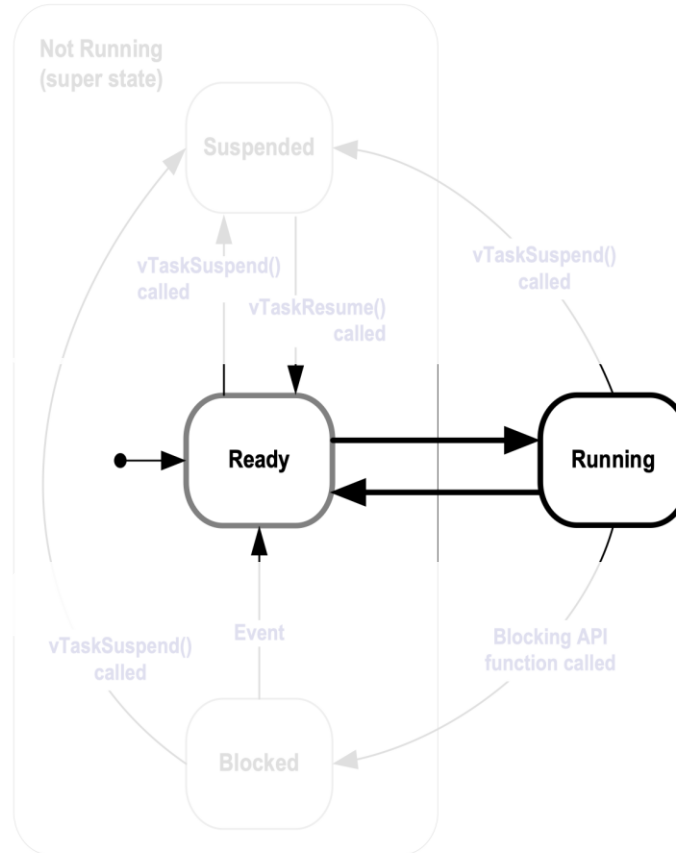 Not Running
(super state)
Suspended
vTaskSuspend()
called
vTaskResume()
called
vTaskSuspend()
called
Ready
Running
Event
vTaskSuspend()
called
Blocking API
function called
Blocked